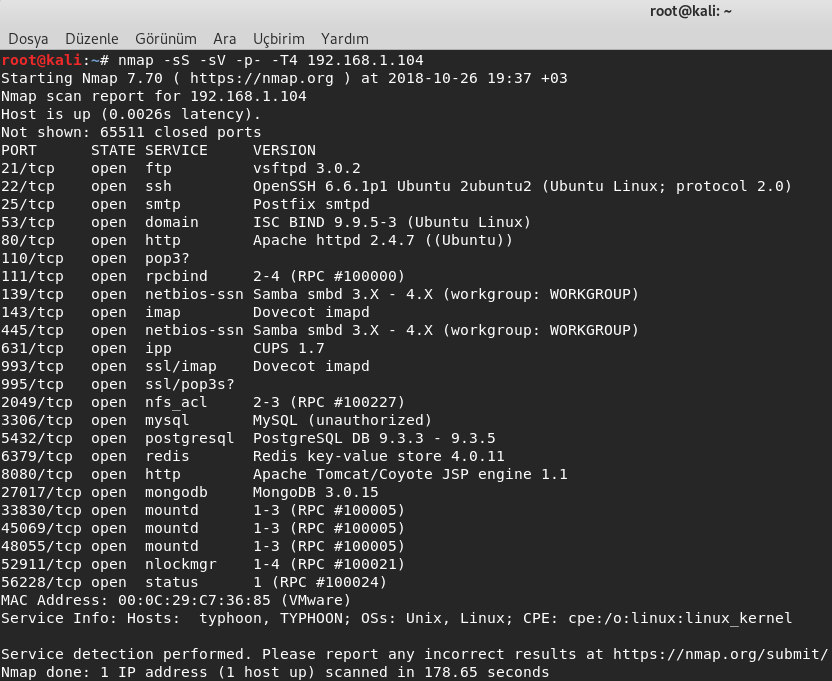 root@kali: ~
Dosya Düzenle Görünüm Ara Uçbirim Yardım
root@kali:~# nmap -sS -sV -p- -T4 192.168.1.104
Starting Nmap 7.70 ( https://nmap.org ) at 2018-10-26 19:37 +03
Nmap scan report for 192.168.1.104
Host is up (0.0026s latency).
Not shown: 65511 closed ports
PORT      STATE SERVICE     VERSION
21/tcp    open  ftp         vsftpd 3.0.2
22/tcp    open  ssh         OpenSSH 6.6.1p1 Ubuntu 2ubuntu2 (Ubuntu Linux; protocol 2.0)
25/tcp    open  smtp        Postfix smtpd
53/tcp    open  domain      ISC BIND 9.9.5-3 (Ubuntu Linux)
80/tcp    open  http        Apache httpd 2.4.7 ((Ubuntu))
110/tcp   open  pop3?
111/tcp   open  rpcbind     2-4 (RPC #100000)
139/tcp   open  netbios-ssn Samba smbd 3.X - 4.X (workgroup: WORKGROUP)
143/tcp   open  imap        Dovecot imapd
445/tcp   open  netbios-ssn Samba smbd 3.X - 4.X (workgroup: WORKGROUP)
631/tcp   open  ipp         CUPS 1.7
993/tcp   open  ssl/imap    Dovecot imapd
995/tcp   open  ssl/pop3s?
2049/tcp  open  nfs_acl     2-3 (RPC #100227)
3306/tcp  open  mysql       MySQL (unauthorized)
5432/tcp  open  postgresql  PostgreSQL DB 9.3.3 - 9.3.5
6379/tcp  open  redis       Redis key-value store 4.0.11
8080/tcp  open  http        Apache Tomcat/Coyote JSP engine 1.1
27017/tcp open  mongodb     MongoDB 3.0.15
33830/tcp open  mountd      1-3 (RPC #100005)
45069/tcp open  mountd      1-3 (RPC #100005)
48055/tcp open  mountd      1-3 (RPC #100005)
52911/tcp open  nlockmgr    1-4 (RPC #100021)
56228/tcp open  status      1 (RPC #100024)
MAC Address: 00:0C:29:C7:36:85 (VMware)
Service Info: Hosts:  typhoon, TYPHOON; OSs: Unix, Linux; CPE: cpe:/o:linux:linux_kernel

Service detection performed. Please report any incorrect results at https://nmap.org/submit/
Nmap done: 1 IP address (1 host up) scanned in 178.65 seconds